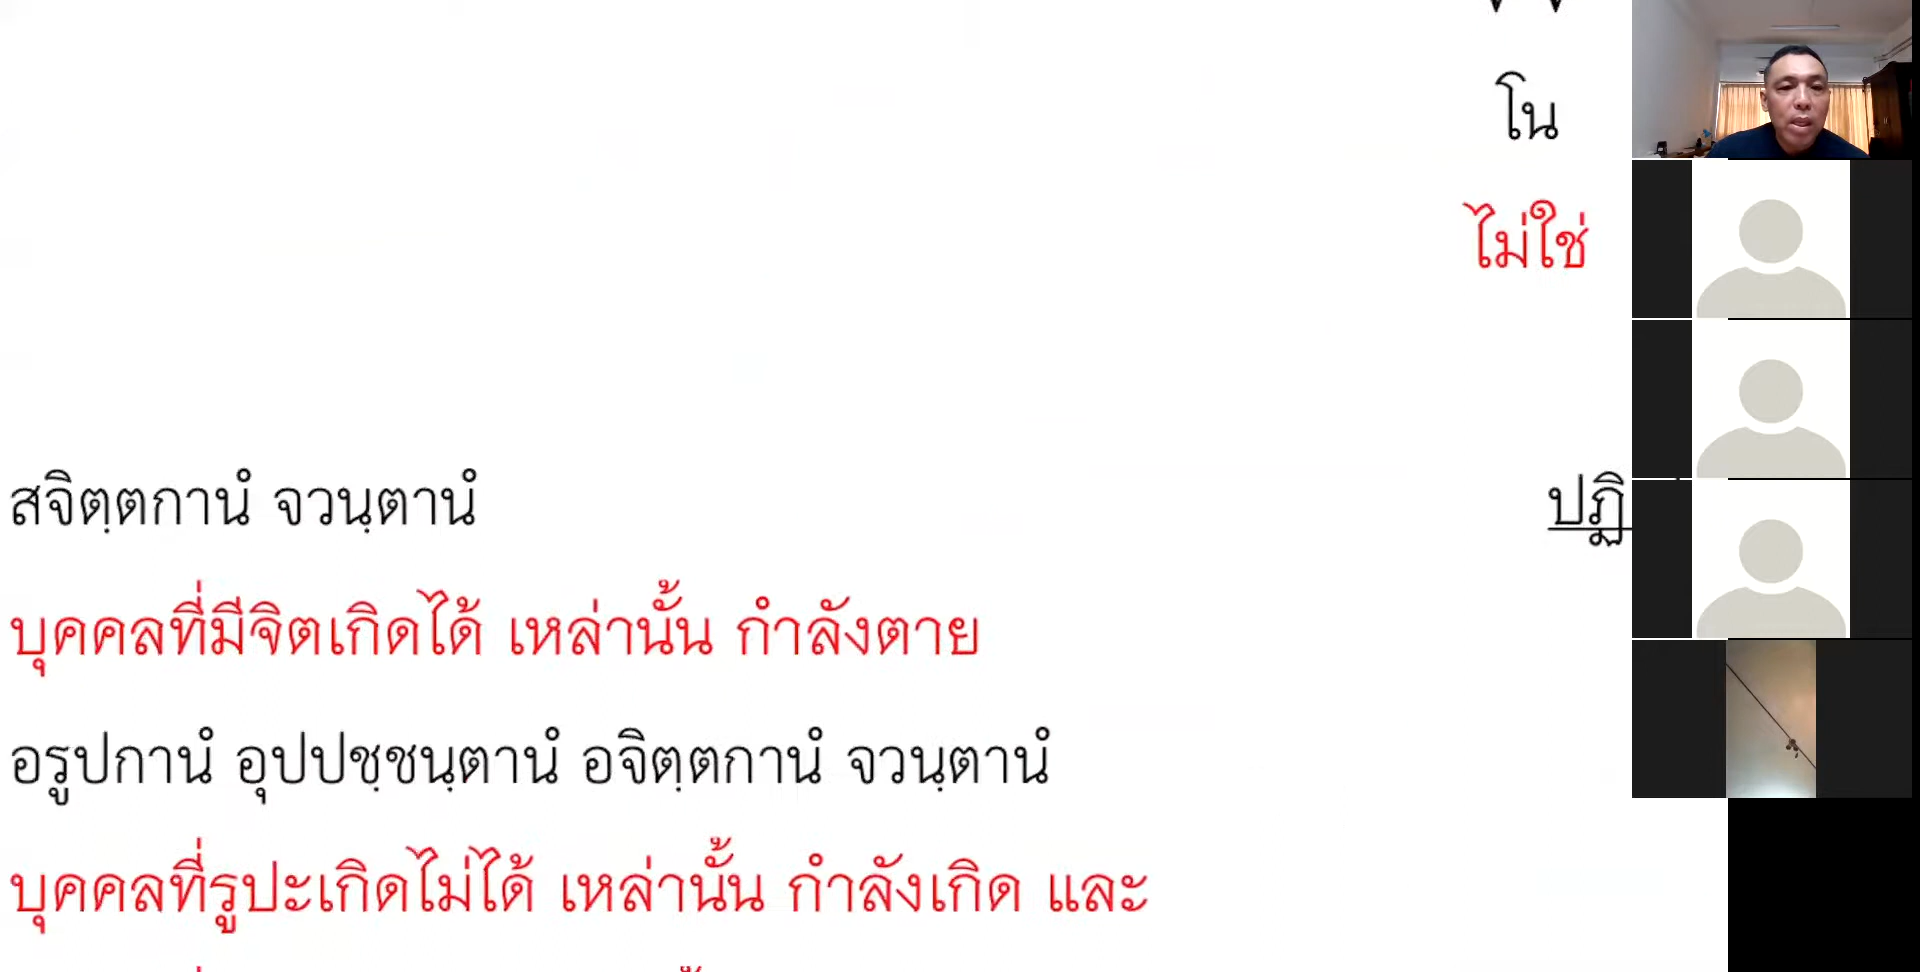 โน
ไม่ใช่
สจิตฺตกานํ จวนฺตานํ
ปฏิ
บุคคลที่มีจิตเกิดได้ เหล่านั้น กำลังตาย
อรูปกานํ อุปปชฺชนฺตานํ อจิตฺตกานํ จวนฺตานํ
บุคคลที่รูปะเกิดไม่ได้ เหล่านั้น กำลังเกิด และ